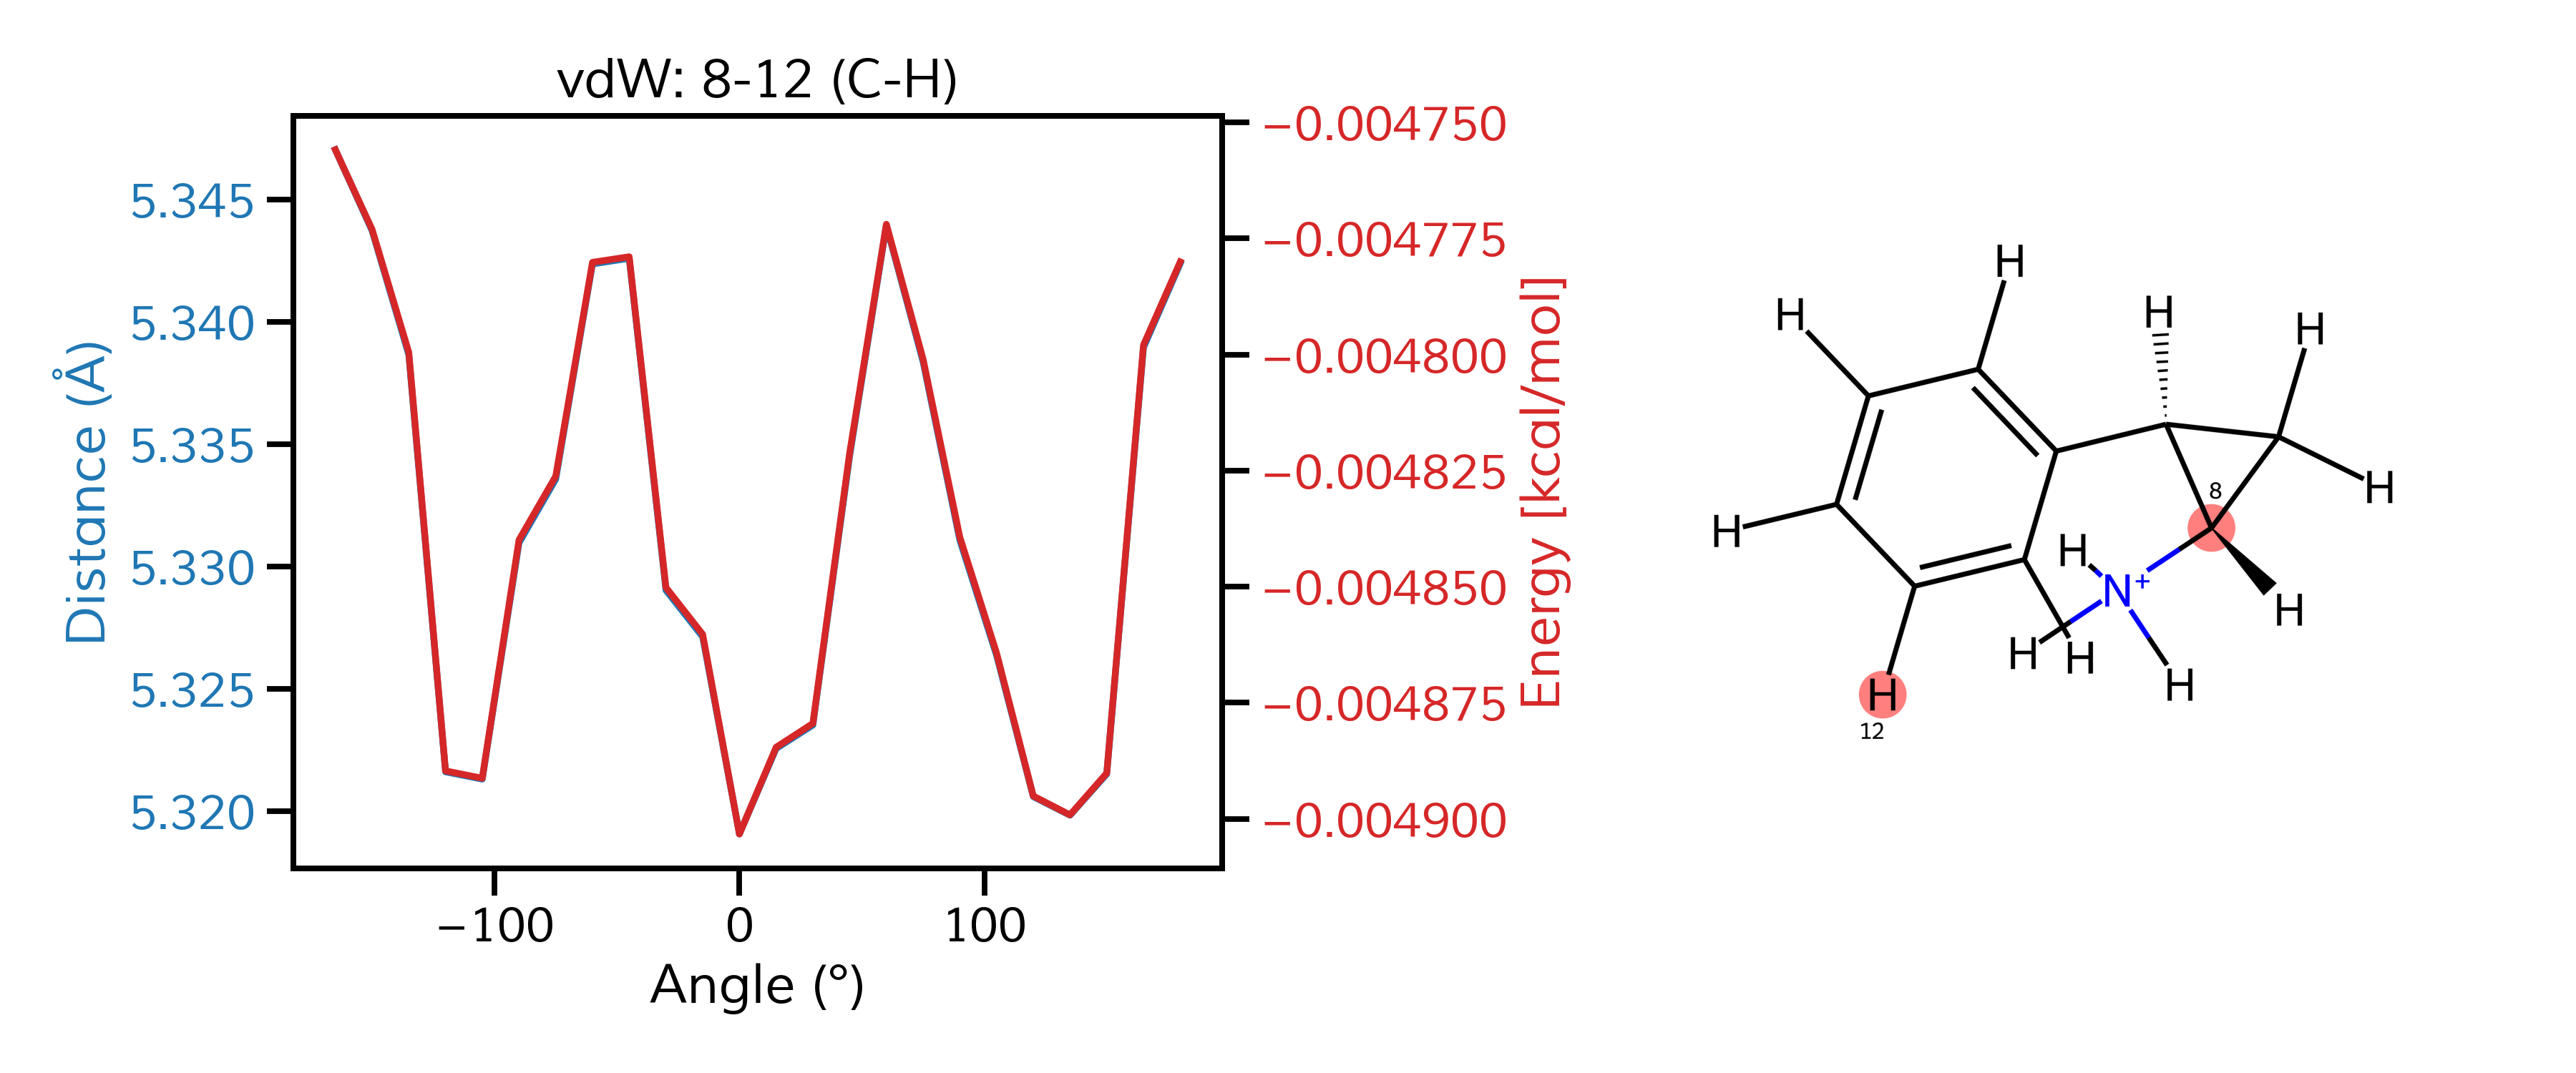 vdW: 8-12 (C-H)
Distance (Å)
5.345
5.340
5.335
5.330
5.325
5.320
−0.004750
−0.004775
−0.004800
−0.004825
−0.004850
−0.004875
−0.004900
Energy [kcal/mol]
−100
0
100
Angle (°)
H
H
H
H
H
H
8
H
N+
H
H
H
H
H
12